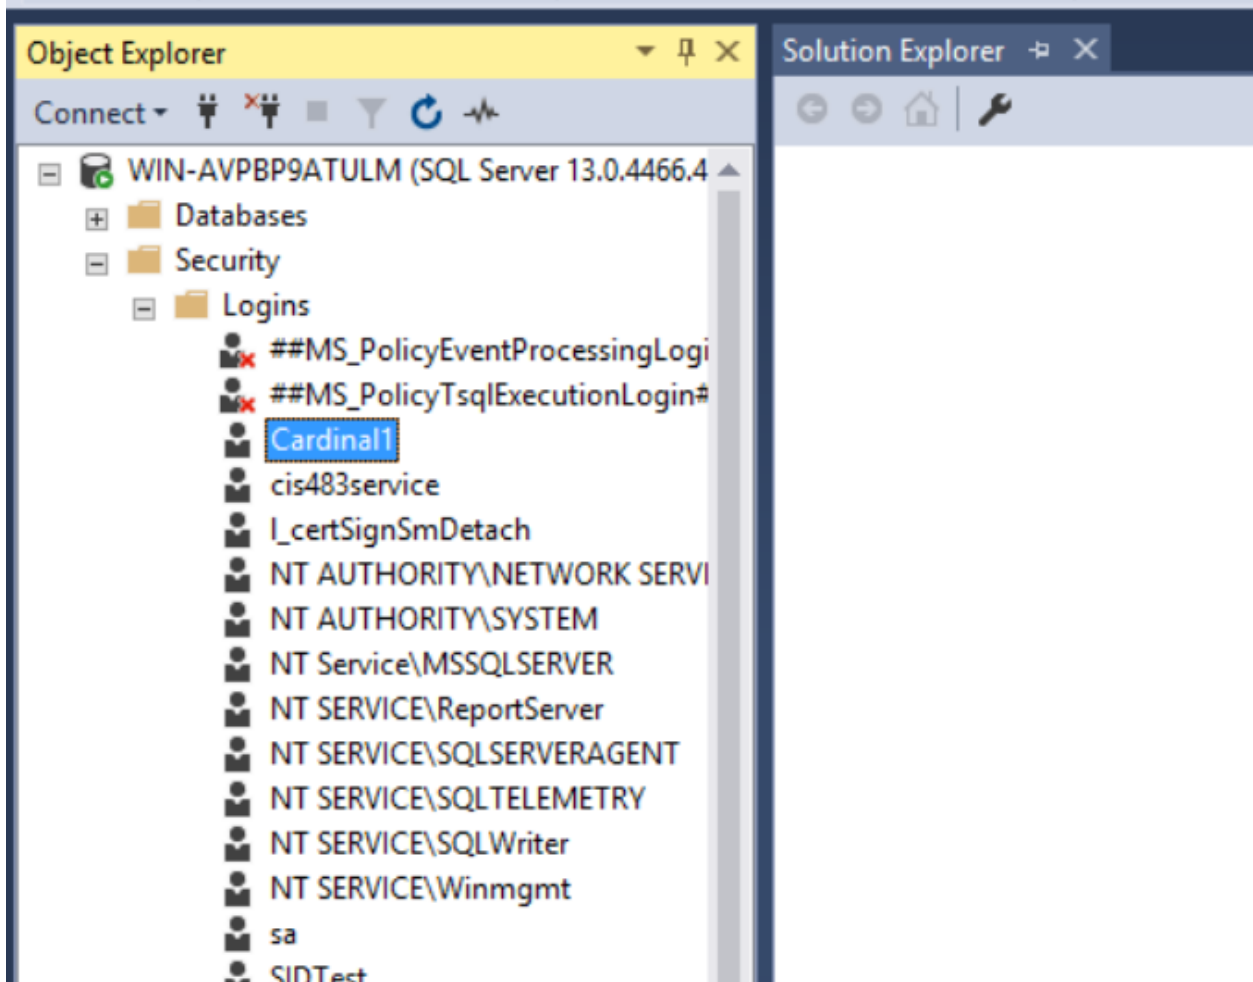 Object Explorer
Solution Explorer
Connect
WIN-AVPBP9ATULM (SQL Server 13.0.4466.4
Databases
Security
Logins
##MS_PolicyEventProcessingLogi
##MS_PolicyTsqlExecutionLogin#
Cardinal1
cis483service
l_certSignSmDetach
NT AUTHORITY\NETWORK SERVI
NT AUTHORITY\SYSTEM
NT Service\MSSQLSERVER
NT SERVICE\ReportServer
NT SERVICE\SQLSERVERAGENT
NT SERVICE\SQLTELEMETRY
NT SERVICE\SQLWriter
NT SERVICE\Winmgmt
sa
SIDTest